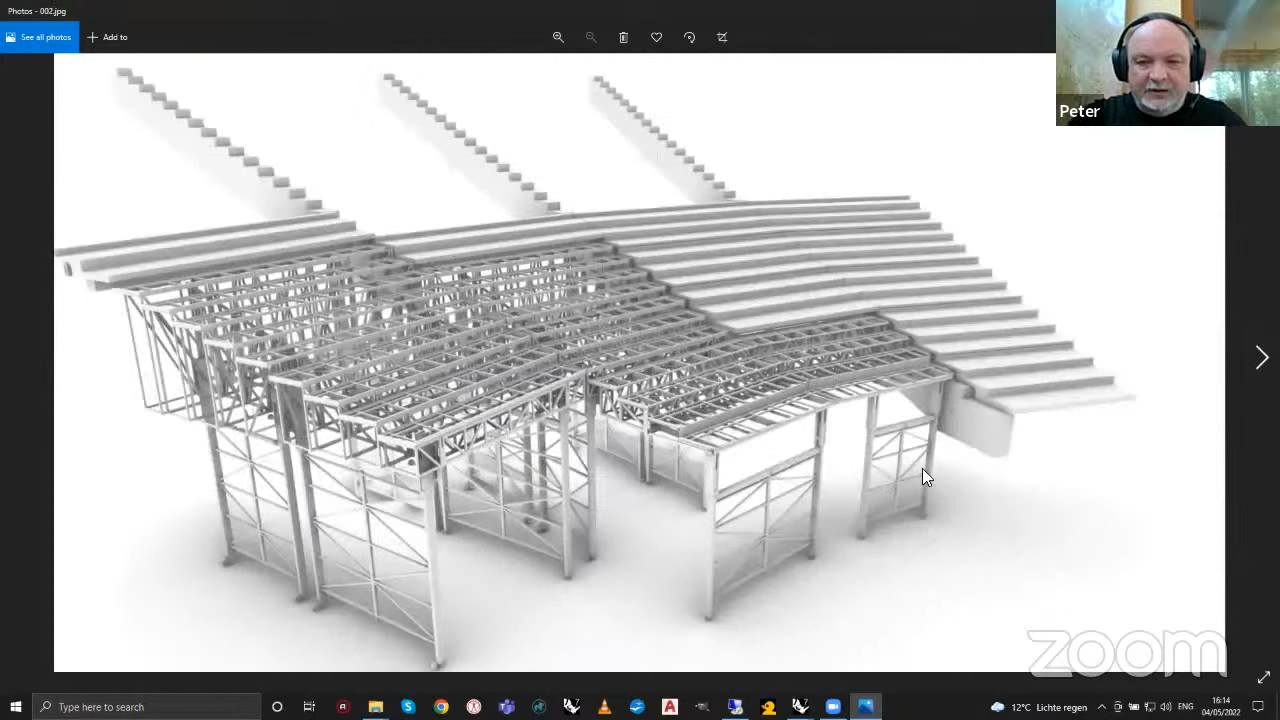 Photos - 002.jpg
See all photos
Add to
Peter
zoom
Type here to search
12°C Lichte regen
ENG
16:14
04/05/2022